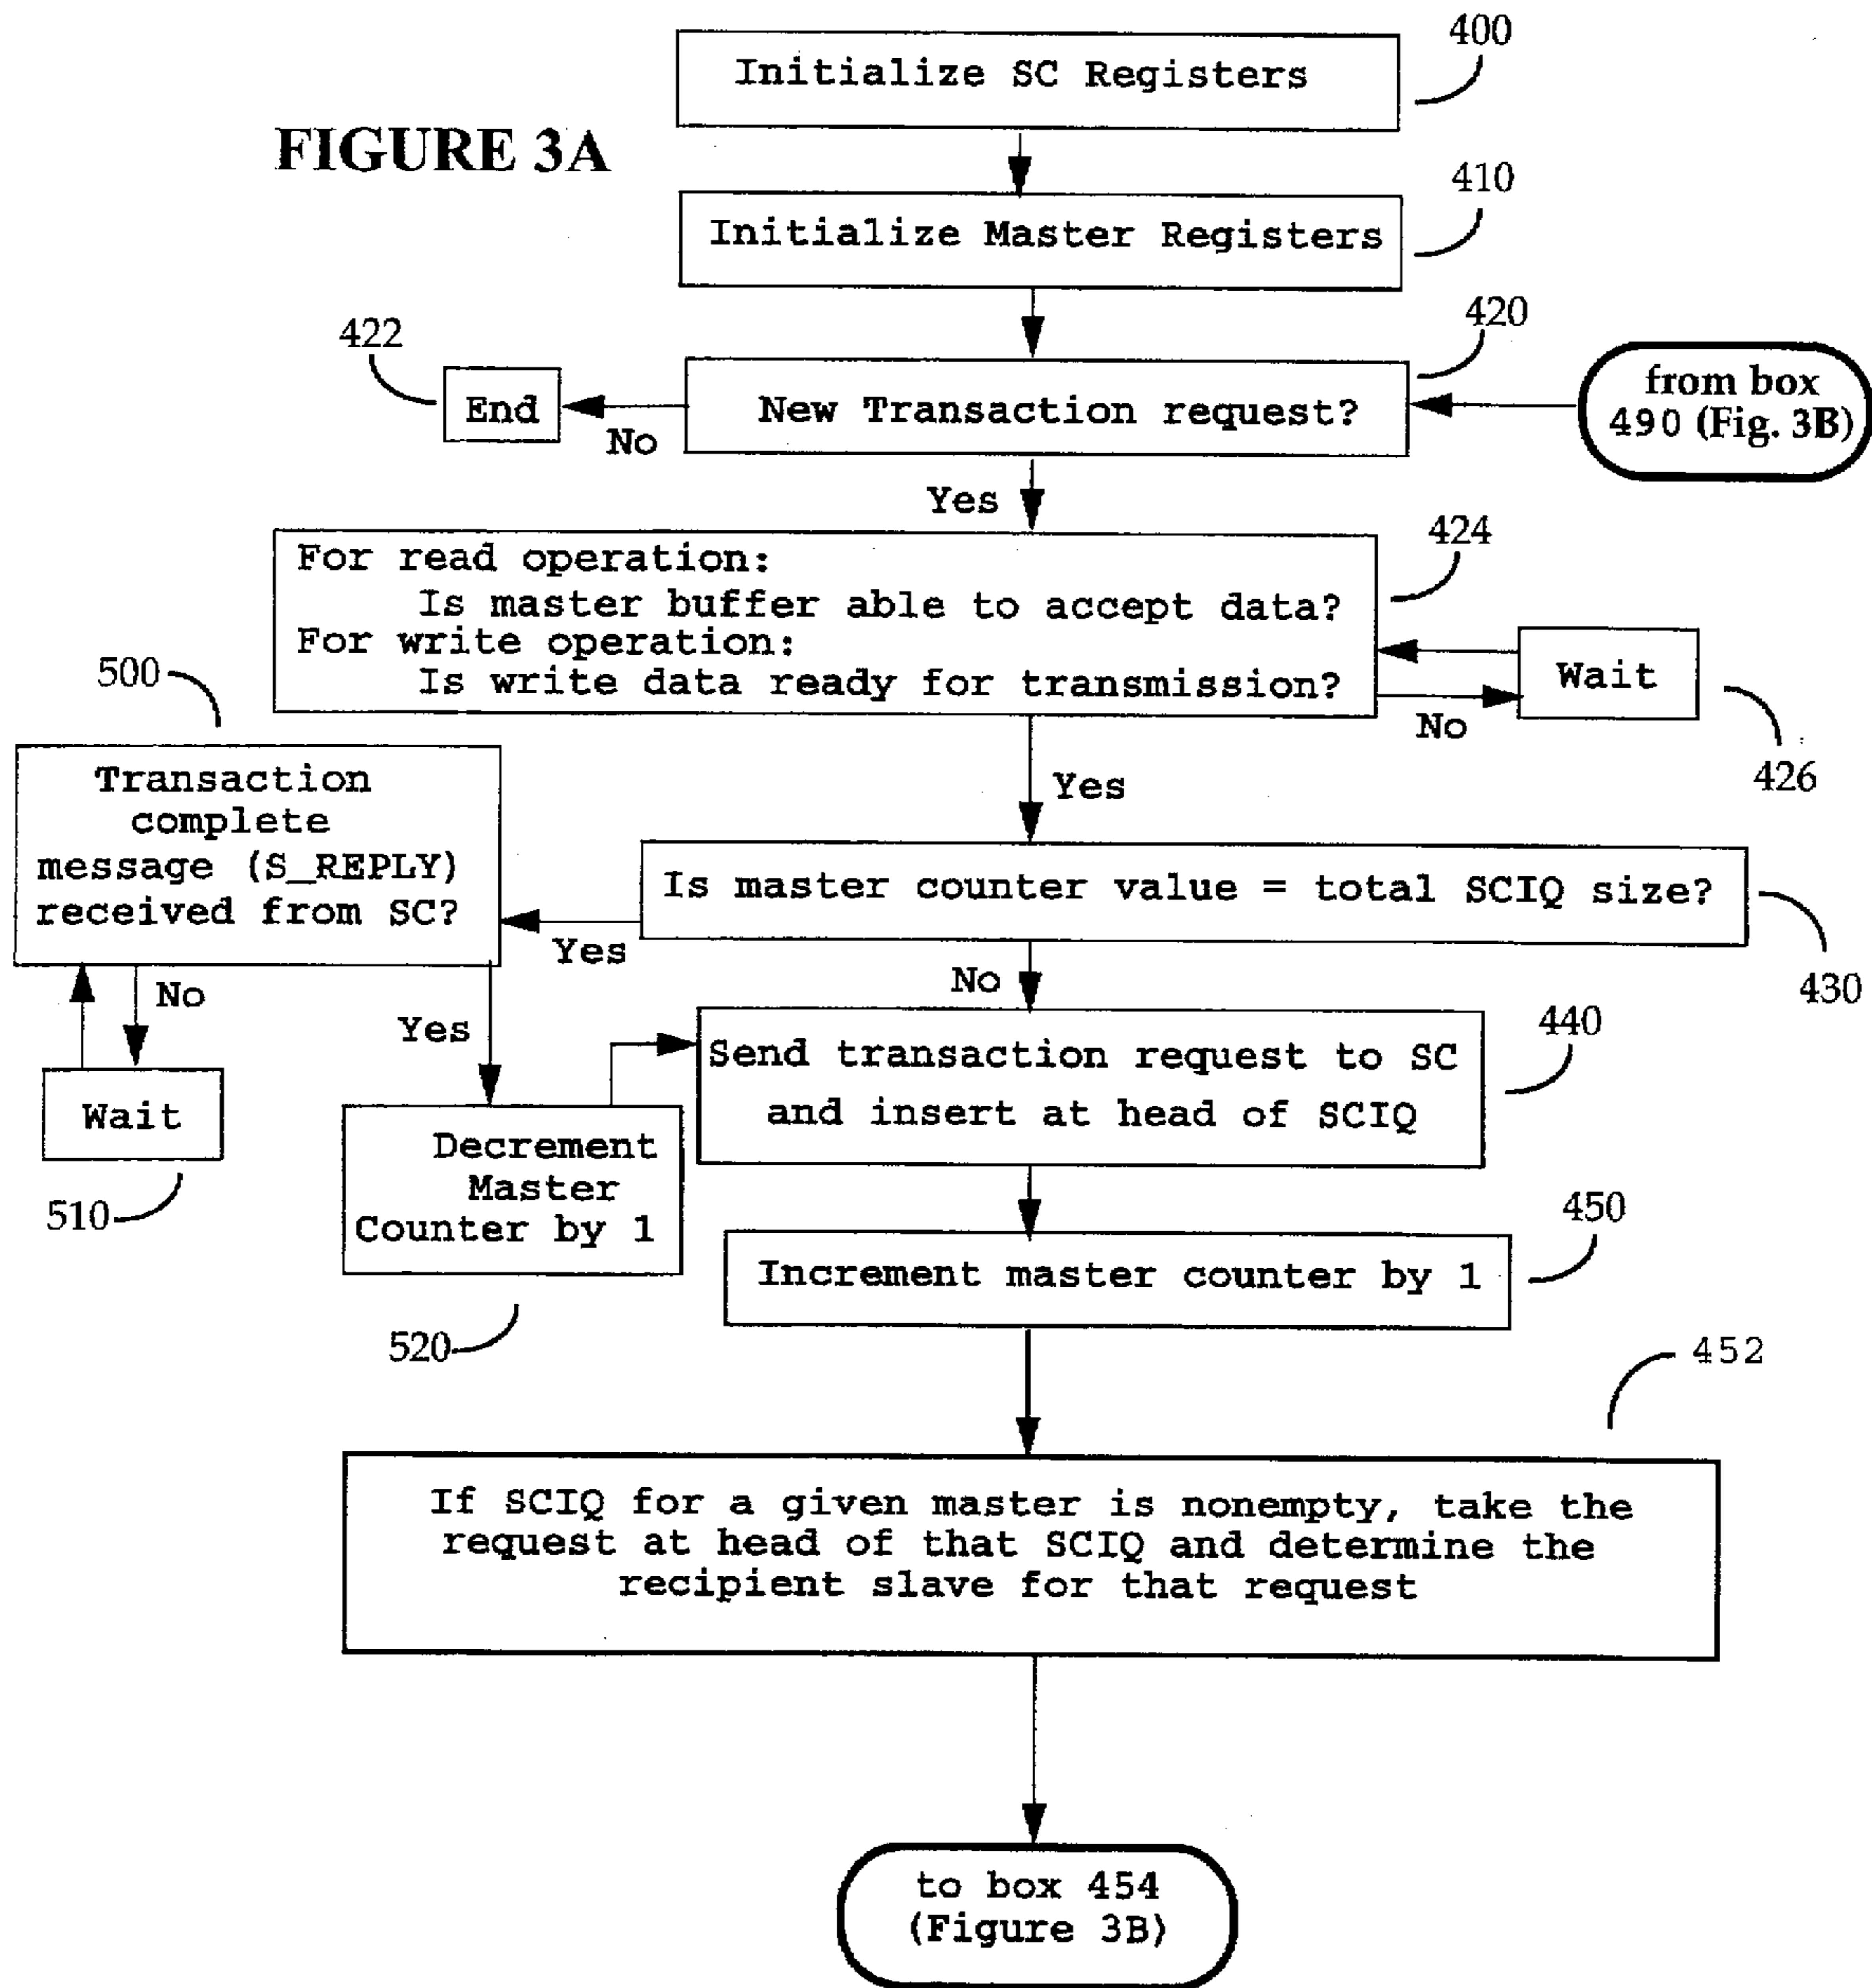 400
Initialize SC Registers
FIGURE 3A
410
Initialize Master Registers
420
422
from box
490 (Fig. 3B)
End
New Transaction request?
No
Yes
424
For read operation:
Is master buffer able to accept data?
For write operation:
Is write data ready for transmission?
500
Wait
No
426
Transaction
complete
message (S_REPLY)
received from SC?
Yes
Is master counter value = total SCIQ size?
Yes
No
430
No
Yes
440
Send transaction request to SC
and insert at head of SCIQ
Wait
510
Decrement
Master
Counter by 1
450
Increment master counter by 1
520
452
If SCIQ for a given master is nonempty, take the
request at head of that SCIQ and determine the
recipient slave for that request
to box 454
(Figure 3B)